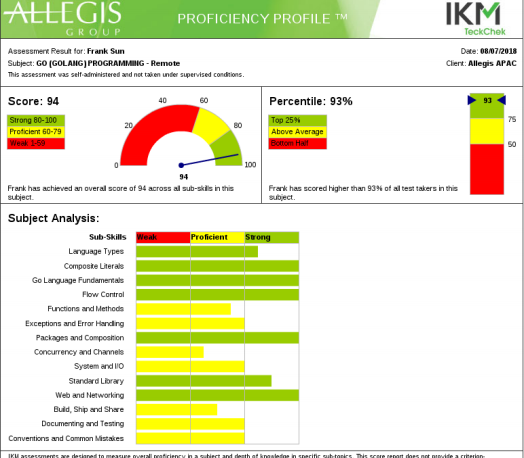 ALLEGIS
GROUP
PROFICIENCY PROFILE ™
IKM
TeckChek
Assessment Result for: Frank Sun
Date: 08/07/2018
Subject: GO (GOLANG) PROGRAMMING - Remote
Client: Allegis APAC
This assessment was self-administered and not taken under supervised conditions.
Score: 94
Strong 80-100
Proficient 60-79
Weak 1-59
0
20
40
60
80
100
94
Frank has achieved an overall score of 94 across all sub-skills in this
subject.
Percentile: 93%
Top 25%
Above Average
Bottom Half
93
75
50
Frank has scored higher than 93% of all test takers in this
subject.
Subject Analysis:
Sub-Skills Weak Proficient Strong
Language Types
Composite Literals
Go Language Fundamentals
Flow Control
Functions and Methods
Exceptions and Error Handling
Packages and Composition
Concurrency and Channels
System and I/O
Standard Library
Web and Networking
Build, Ship and Share
Documenting and Testing
Conventions and Common Mistakes
IKM assessments are designed to measure overall proficiency in a subject and depth of knowledge in specific sub-topics. This score report does not provide a criterion-